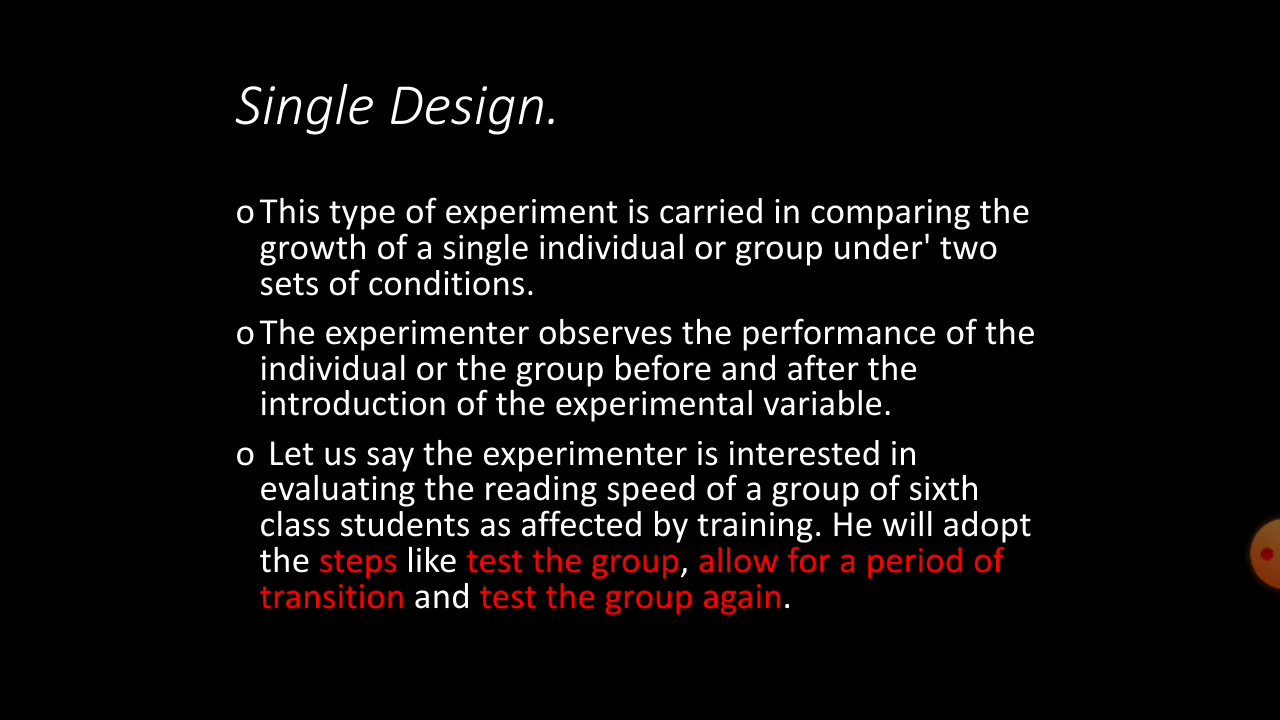 Single Design.
o This type of experiment is carried in comparing the
growth of a single individual or group under' two
sets of conditions.
o The experimenter observes the performance of the
individual or the group before and after the
introduction of the experimental variable.
o Let us say the experimenter is interested in
evaluating the reading speed of a group of sixth
class students as affected by training. He will adopt
the steps like test the group, allow for a period of
transition and test the group again.